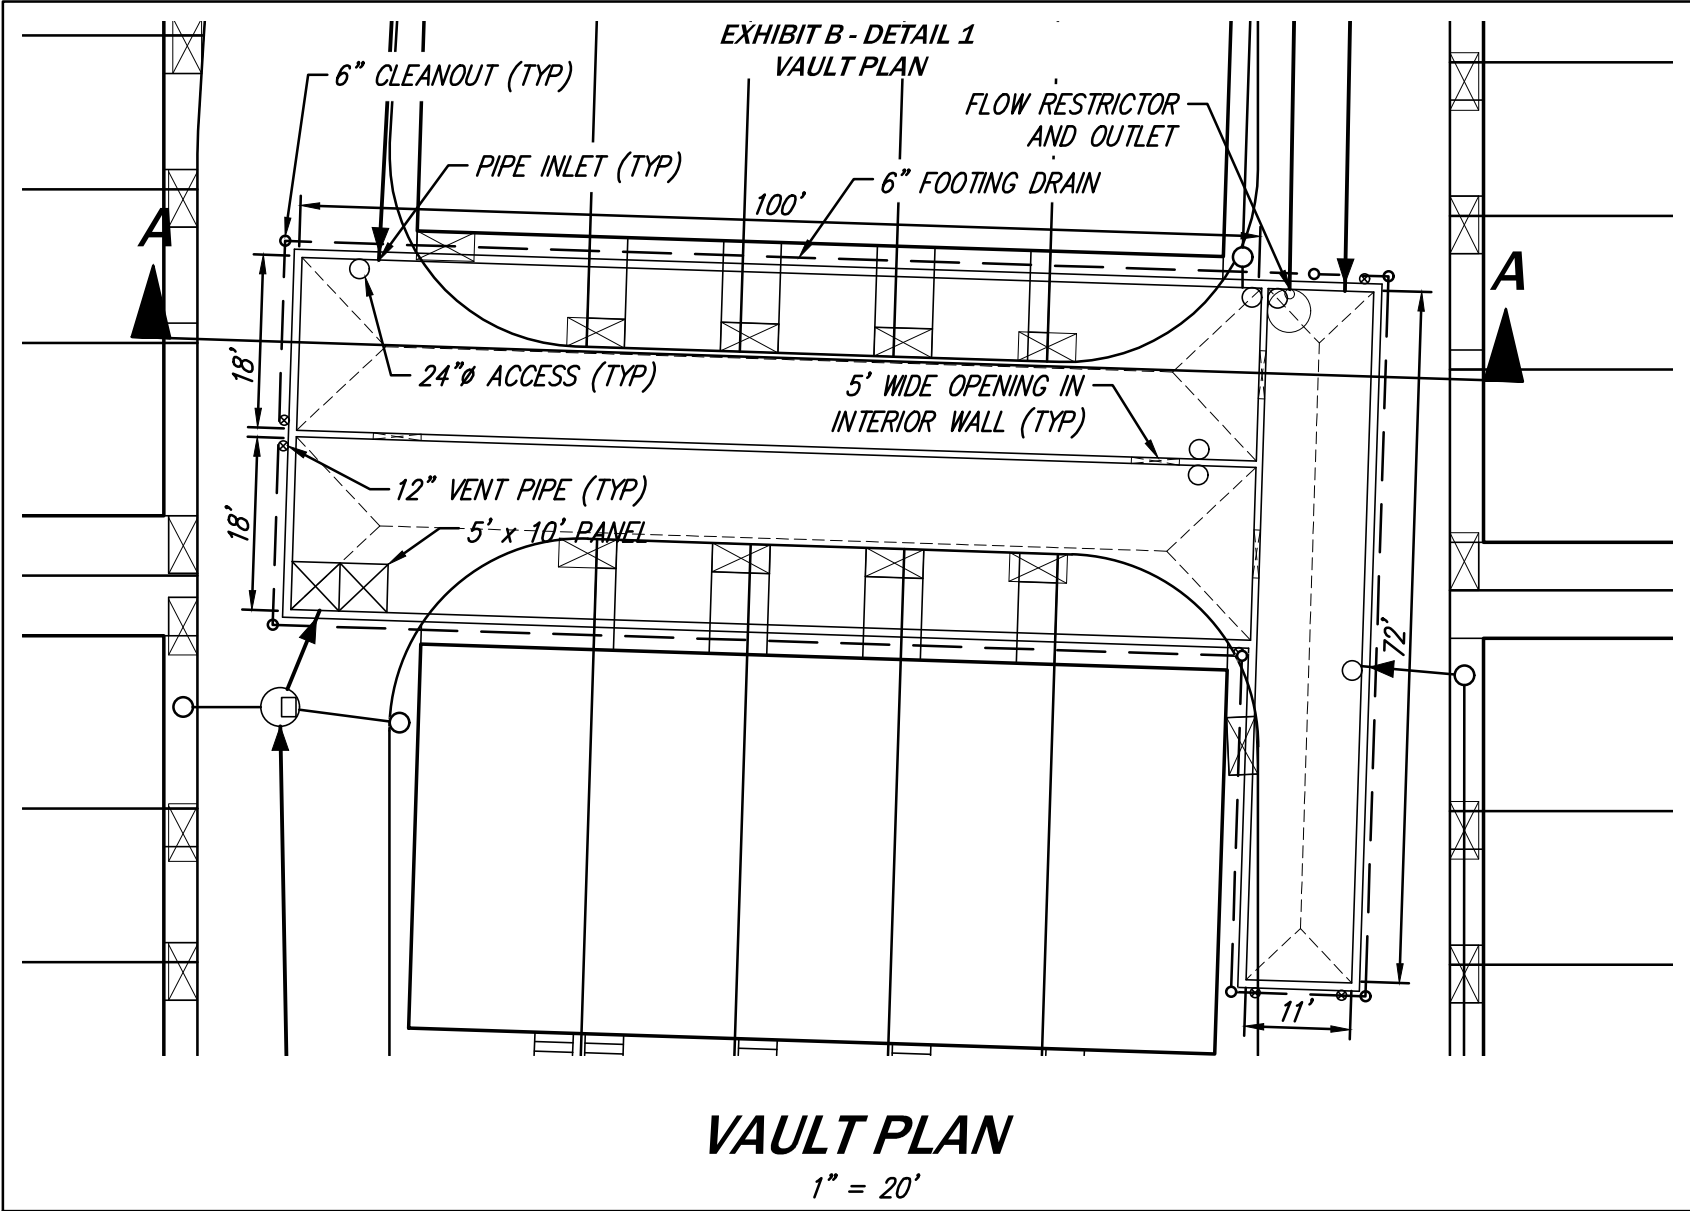 EXHIBIT B - DETAIL 1
VAULT PLAN
6" CLEANOUT (TYP)
FLOW RESTRICTOR
AND OUTLET
PIPE INLET (TYP)
6" FOOTING DRAIN
100'
A
A
18'
24"ø ACCESS (TYP)
5' WIDE OPENING IN
INTERIOR WALL (TYP)
12" VENT PIPE (TYP)
18'
5' x 10' PANEL
72'
11'
VAULT PLAN
1" = 20'